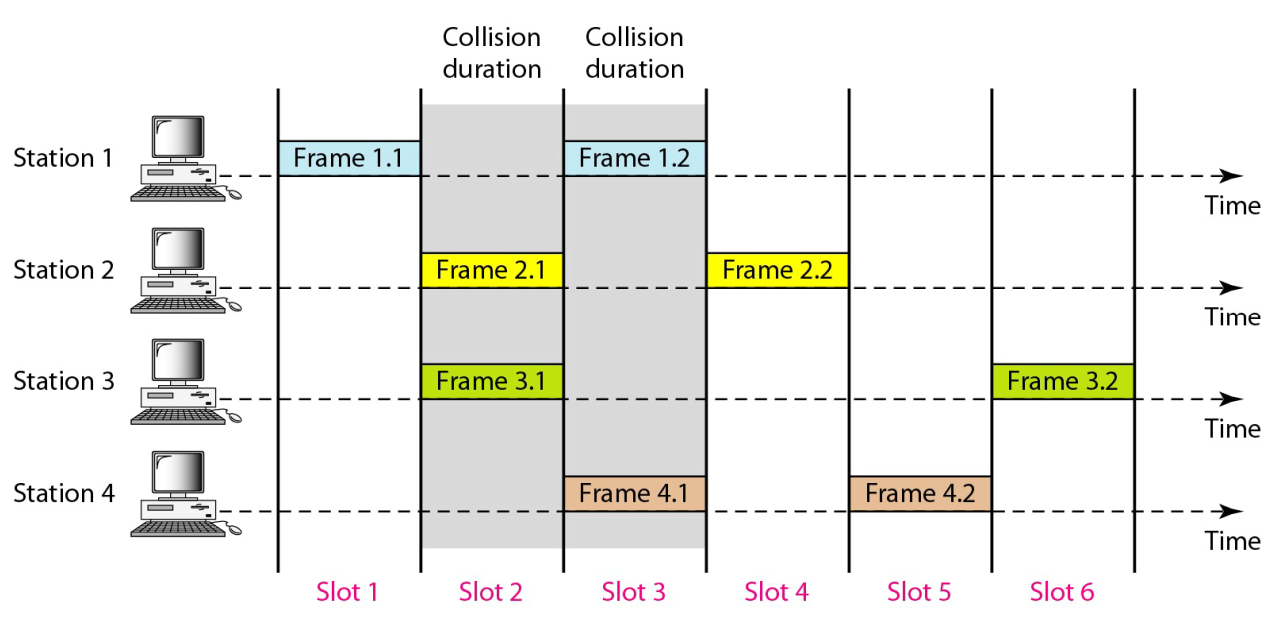 Collision
duration
Collision
duration
Station 1
Frame 1.1
Frame 1.2
Time
Station 2
Frame 2.1
Frame 2.2
Time
Station 3
Frame 3.1
Frame 3.2
Time
Station 4
Frame 4.1
Frame 4.2
Time
Slot 1
Slot 2
Slot 3
Slot 4
Slot 5
Slot 6